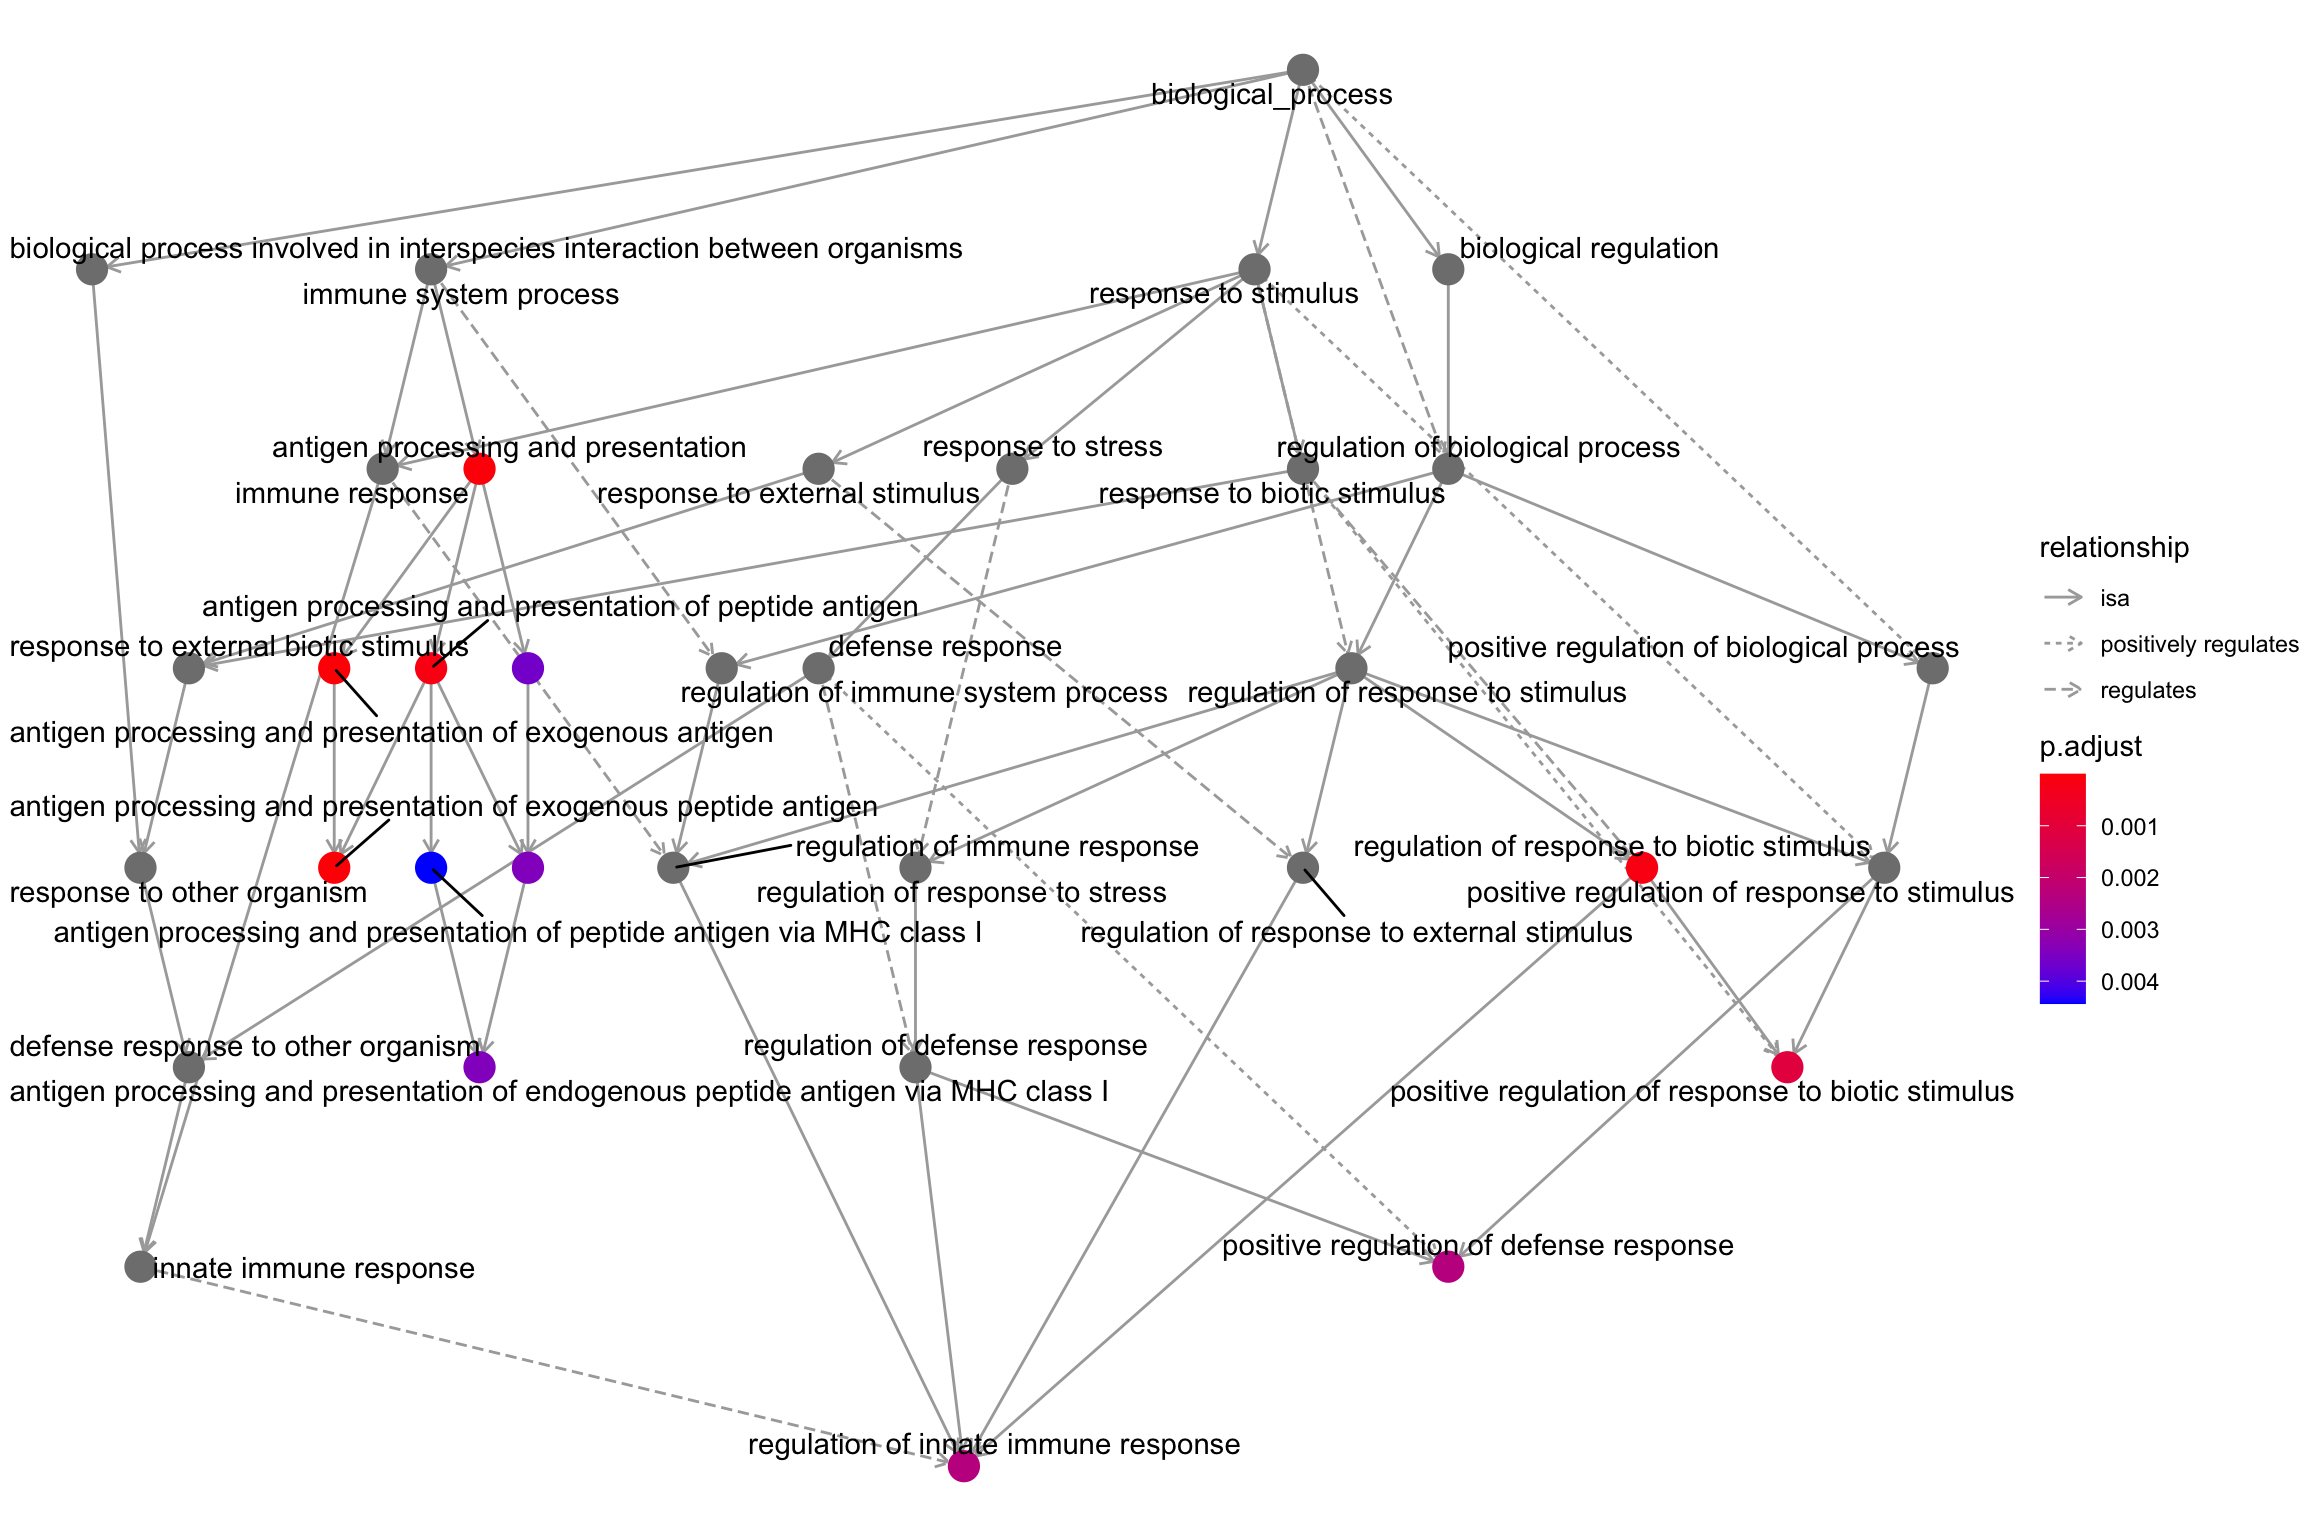 biological_process
biological process involved in interspecies interaction between organisms
biological regulation
immune system process
response to stimulus
antigen processing and presentation
response to stress
regulation of biological process
immune response
response to external stimulus
response to biotic stimulus
relationship
isa
positively regulates
regulates
antigen processing and presentation of peptide antigen
response to external biotic stimulus
defense response
positive regulation of biological process
regulation of immune system process
regulation of response to stimulus
antigen processing and presentation of exogenous antigen
p.adjust
0.001
0.002
0.003
0.004
antigen processing and presentation of exogenous peptide antigen
regulation of immune response
regulation of response to biotic stimulus
response to other organism
regulation of response to stress
positive regulation of response to stimulus
antigen processing and presentation of peptide antigen via MHC class I
regulation of response to external stimulus
defense response to other organism
regulation of defense response
antigen processing and presentation of endogenous peptide antigen via MHC class I
positive regulation of response to biotic stimulus
positive regulation of defense response
innate immune response
regulation of innate immune response